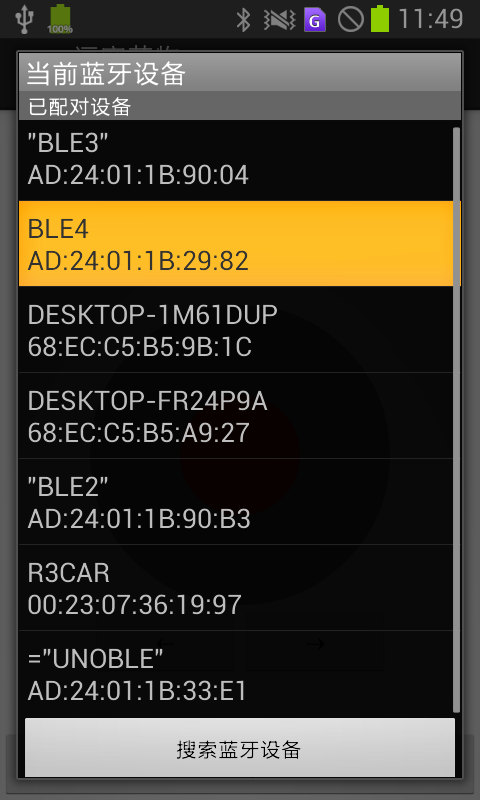 100%
G
11:49
当前蓝牙设备
已配对设备
"BLE3"
AD:24:01:1B:90:04
BLE4
AD:24:01:1B:29:82
DESKTOP-1M61DUP
68:EC:C5:B5:9B:1C
DESKTOP-FR24P9A
68:EC:C5:B5:A9:27
"BLE2"
AD:24:01:1B:90:B3
R3CAR
00:23:07:36:19:97
="UNOBLE"
AD:24:01:1B:33:E1
搜索蓝牙设备